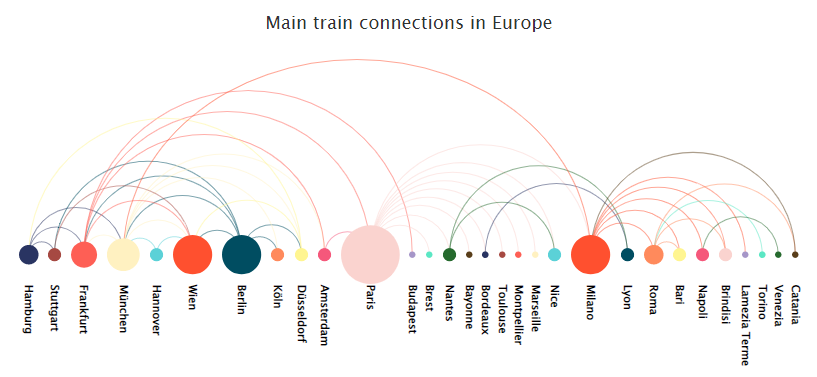 Main train connections in Europe
Hamburg
Stuttgart
Frankfurt
München
Hannover
Wien
Berlin
Köln
Düsseldorf
Amsterdam
Paris
Budapest
Brest
Nantes
Bayonne
Bordeaux
Toulouse
Montpellier
Marseille
Nice
Milano
Lyon
Roma
Bari
Napoli
Brindisi
Lamezia Terme
Torino
Venezia
Catania